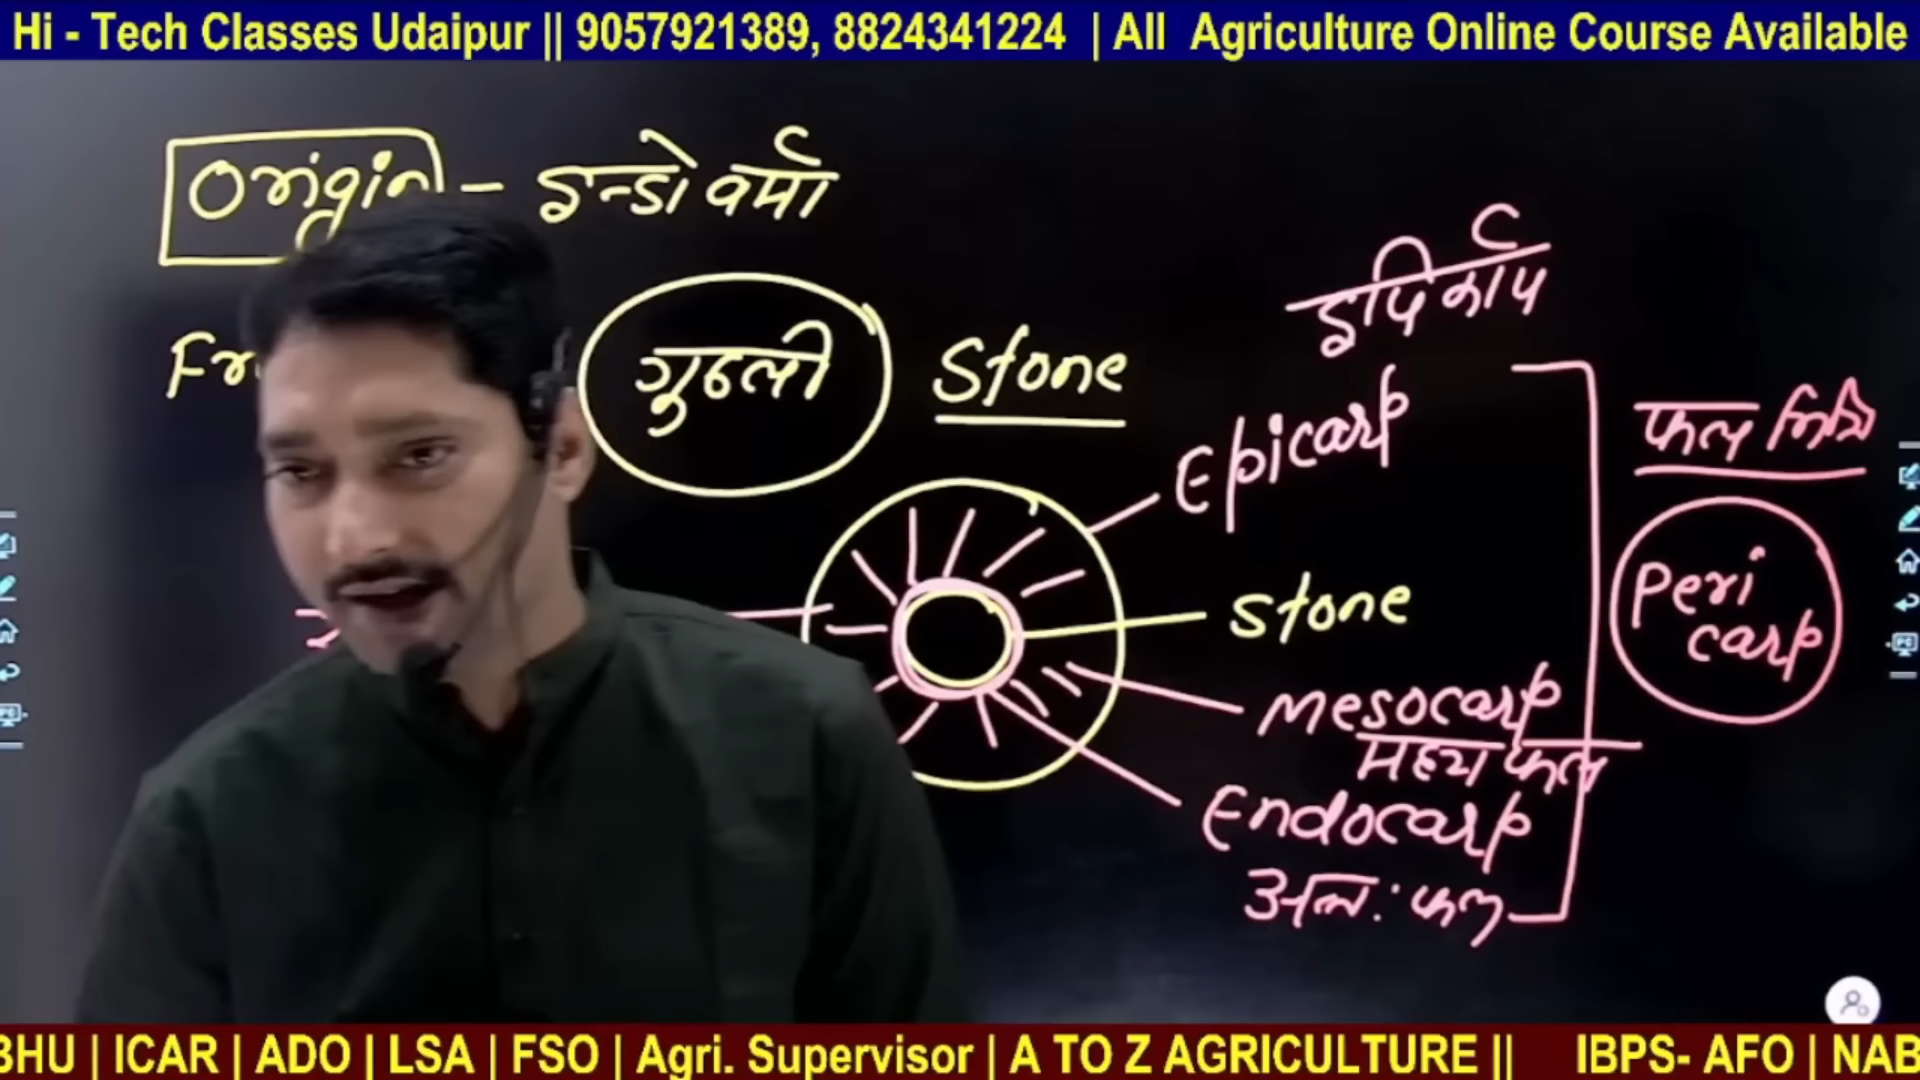 Hi - Tech Classes Udaipur || 9057921389, 8824341224 | All Agriculture Online Course Available
Origin - इन्डो वर्मा
इपिकार्प
गुठली Stone
Epicarp
फल भित्ति
Stone
Peri
carp
Mesocarp
मध्य फल
Endocarp
अन्त: फल
BHU | ICAR | ADO | LSA | FSO | Agri. Supervisor | A TO Z AGRICULTURE || IBPS- AFO | NAB